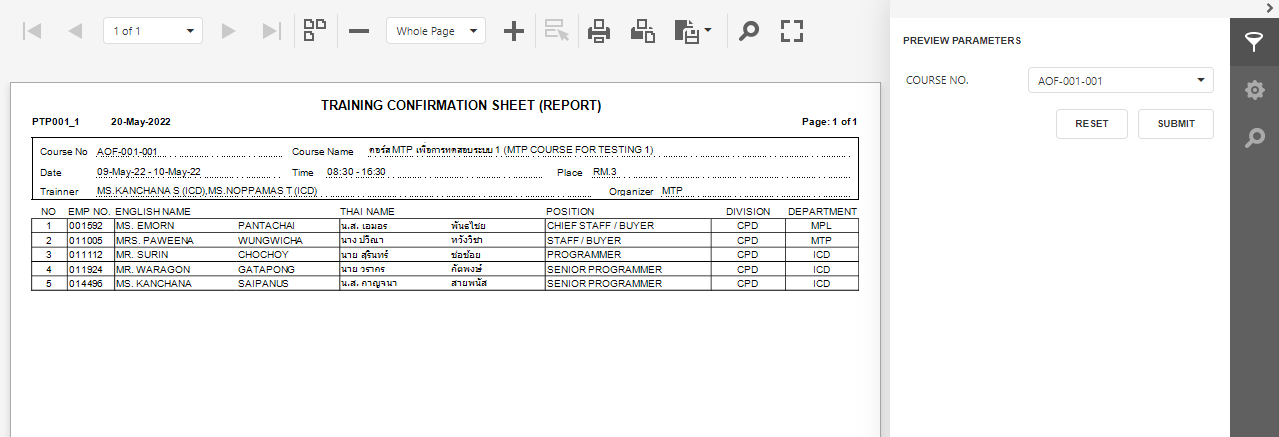 1 of 1 Whole Page
PREVIEW PARAMETERS
COURSE NO. AOF-001-001
RESET SUBMIT
TRAINING CONFIRMATION SHEET (REPORT)
PTP001_1 20-May-2022 Page: 1 of 1
Course No AOF-001-001 Course Name คอร์ส MTP เพื่อการทดสอบระบบ 1 (MTP COURSE FOR TESTING 1)
Date 09-May-22 - 10-May-22 Time 08:30 - 16:30 Place RM.3
Trainner MS.KANCHANA S (ICD),MS.NOPPAMAS T (ICD) Organizer MTP
NO EMP NO. ENGLISH NAME THAI NAME POSITION DIVISION DEPARTMENT
1 001592 MS. EMORN PANTACHAI น.ส. เอมอร พันธไชย CHIEF STAFF / BUYER CPD MPL
2 011005 MRS. PAWEENA WUNGWICHA นาง ปวีณา หวังวิชา STAFF / BUYER CPD MTP
3 011112 MR. SURIN CHOCHOY นาย สุรินทร์ ช่อช้อย PROGRAMMER CPD ICD
4 011924 MR. WARAGON GATAPONG นาย วรากร กัตพงษ์ SENIOR PROGRAMMER CPD ICD
5 014496 MS. KANCHANA SAIPANUS น.ส. กาญจนา สายพนัส SENIOR PROGRAMMER CPD ICD